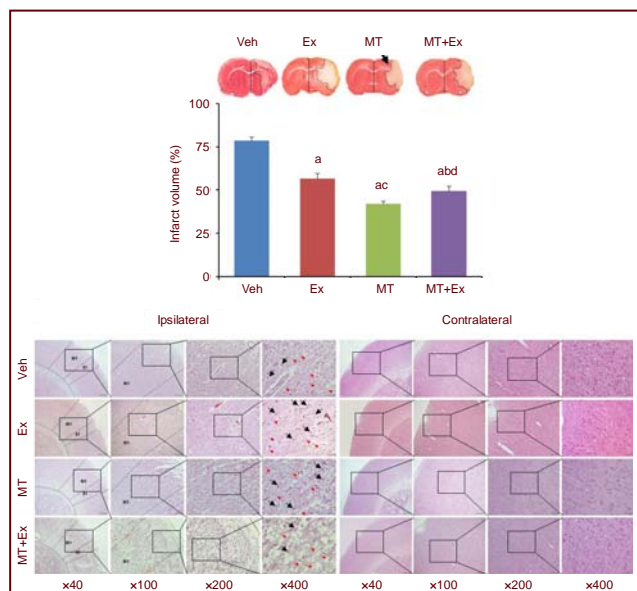 Veh Ex MT MT+Ex
100
75
50
25
0
Infarct volume (%)
a
ac
abd
Veh Ex MT MT+Ex
Ipsilateral Contralateral
Veh
Ex
MT
MT+Ex
×40 ×100 ×200 ×400 ×40 ×100 ×200 ×400